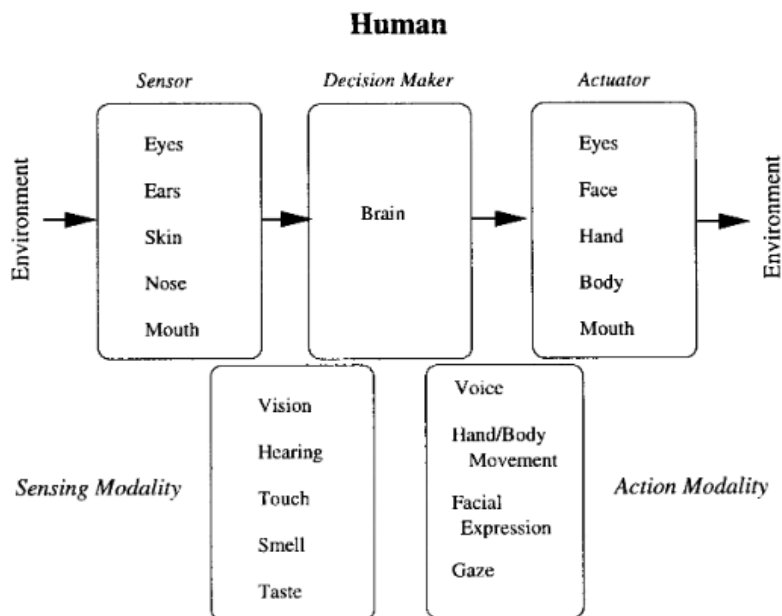 Human
Sensor
Decision Maker
Actuator
Environment
Eyes
Ears
Skin
Nose
Mouth
Brain
Eyes
Face
Hand
Body
Mouth
Environment
Sensing Modality
Vision
Hearing
Touch
Smell
Taste
Voice
Hand/Body
Movement
Facial
Expression
Gaze
Action Modality